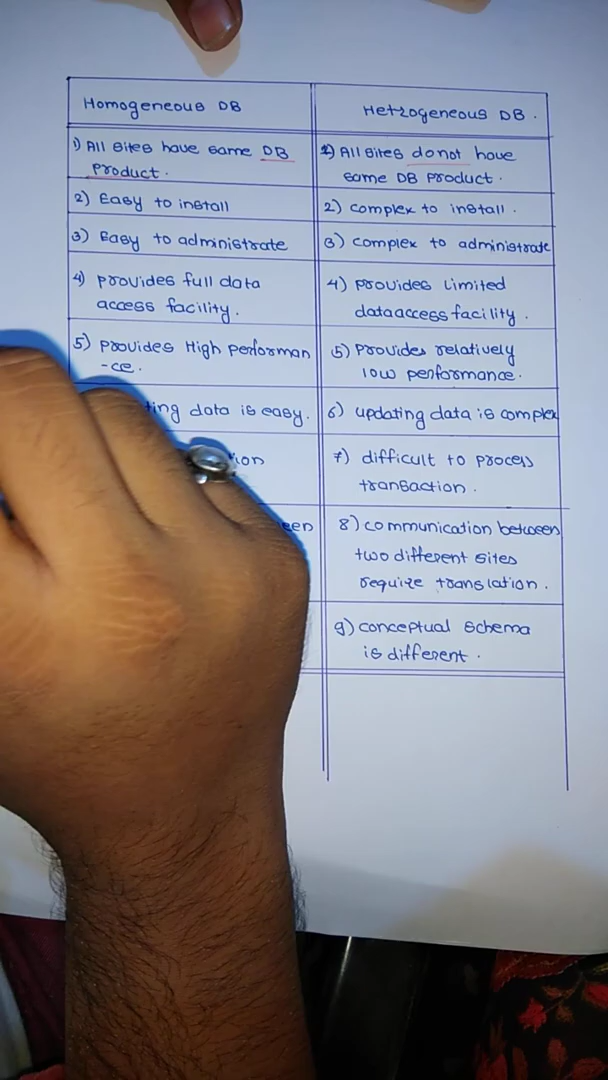 Homogeneous DB
Hetrogeneous DB.
1) All sites have same DB
product.
1) All sites donot have
same DB product.
2) Easy to install
2) complex to install.
3) Easy to administrate
3) complex to administrate
4) provides full data
access facility.
4) provides limited
dataaccess facility.
5) provides High performan
-ce.
5) provides relatively
low performance.
data is easy.
6) updating data is complex
7) difficult to process
transaction.
8) communication between
two different sites
require translation.
9) conceptual schema
is different.